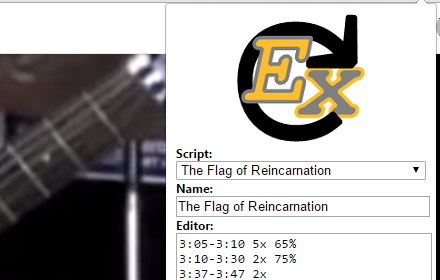 Ex
Script:
The Flag of Reincarnation
Name:
The Flag of Reincarnation
Editor:
3:05-3:10 5x 65%
3:10-3:30 2x 75%
3:37-3:47 2x